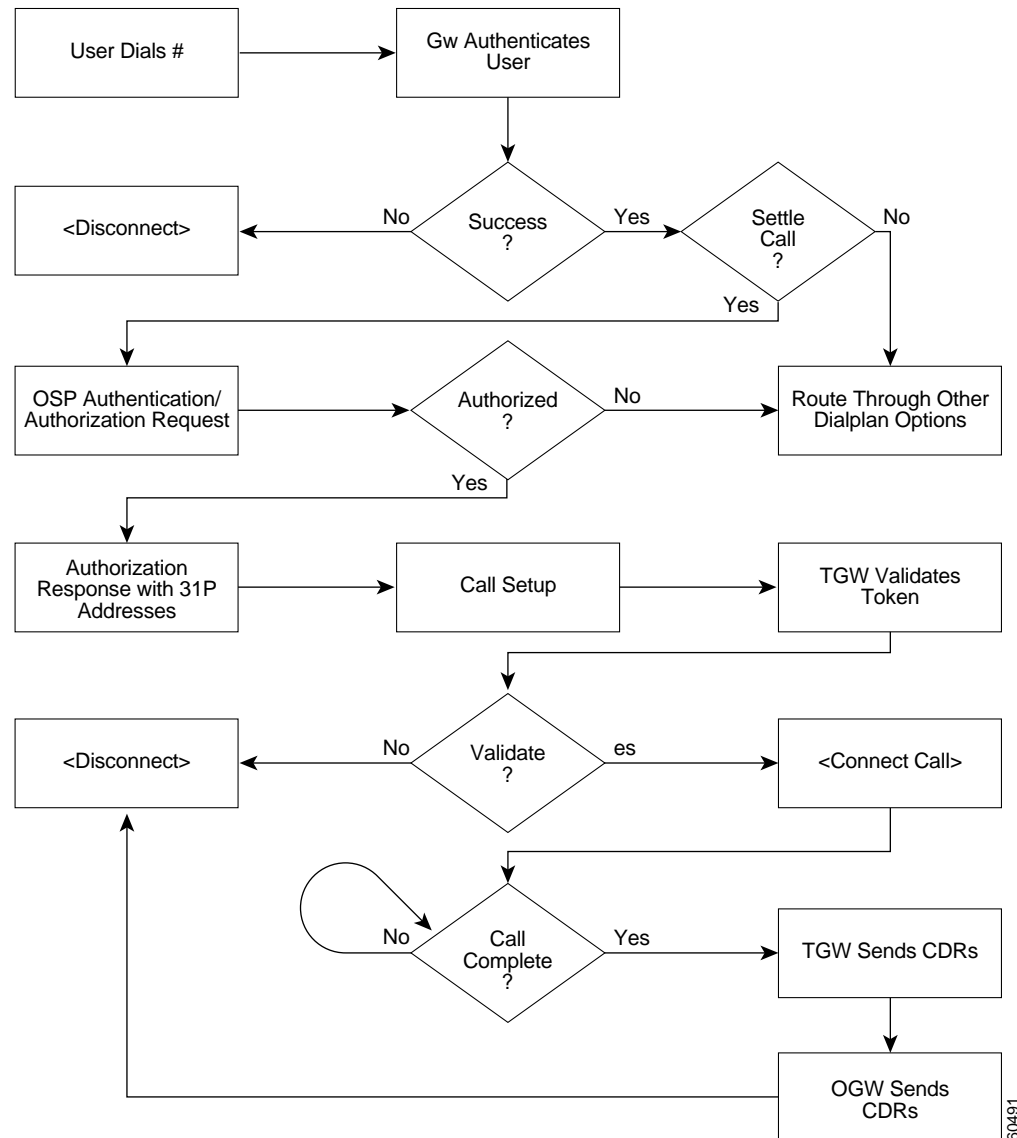 User Dials #
Gw Authenticates
User
<Disconnect>
No
Success
?
Yes
Settle
Call
?
No
Yes
OSP Authentication/
Authorization Request
Authorized
?
No
Route Through Other
Dialplan Options
Yes
Authorization
Response with 31P
Addresses
Call Setup
TGW Validates
Token
<Disconnect>
No
Validate
?
es
<Connect Call>
No
Call
Complete
?
Yes
TGW Sends CDRs
OGW Sends
CDRs
60491